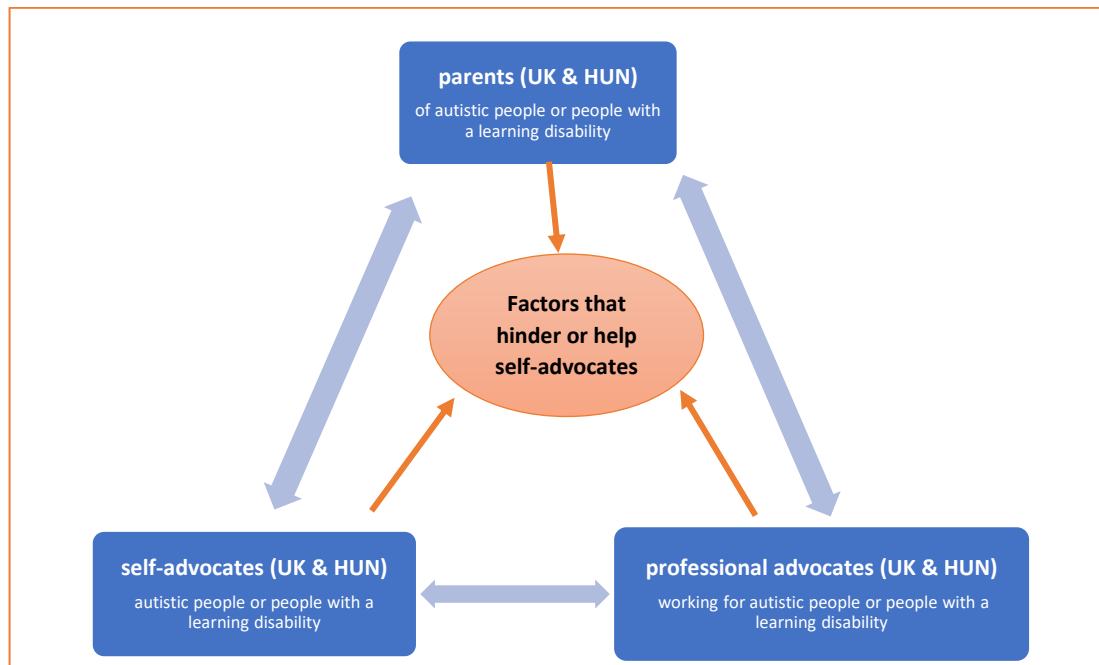 parents (UK & HUN)
of autistic people or people with
a learning disability
Factors that
hinder or help
self-advocates
self-advocates (UK & HUN)
autistic people or people with a
learning disability
professional advocates (UK & HUN)
working for autistic people or people with a
learning disability